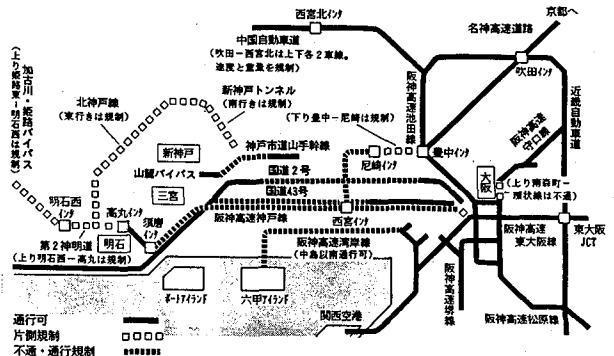 京都へ
西宮北インタ
名神高速道路
中国自動車道
(吹田−西宮北は上下各2車線。
速度と重量を規制)
吹田インタ
加古川・姫路バイパス
(上り姫路東−明石西は規制)
北神戸線
(東行きは規制)
新神戸トンネル
(南行きは規制)
(下り豊中−尼崎は規制)
阪神高速池田線
近畿自動車道
阪神高速
守口線
新神戸
神戸市道山手幹線
尼崎インタ
豊中インタ
山麓バイパス
国道2号
大阪
(上り南森町−
環状線は不通)
三宮
国道43号
明石西
インタ
高丸インタ
須磨
インタ
阪神高速神戸線
西宮インタ
第2神明道
明石
(上り明石西−高丸は規制)
阪神高速湾岸線
(中島以南通行可)
阪神高速
東大阪線
東大阪
JCT
阪神高速堺線
ポートアイランド
六甲アイランド
関西空港
阪神高速松原線
通行可
片側規制
不通・通行規制